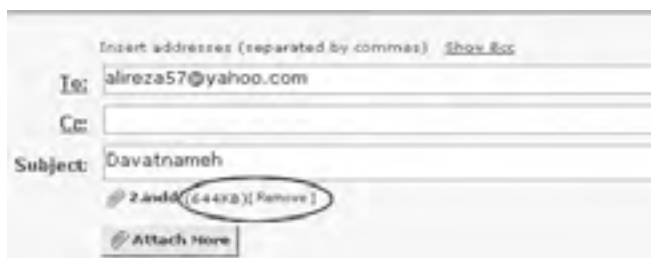 Insert addresses (separated by commas) Show Bcc
To: alireza57@yahoo.com
Cc:
Subject: Davatnameh
2.indd (644KB) [ Remove ]
Attach More